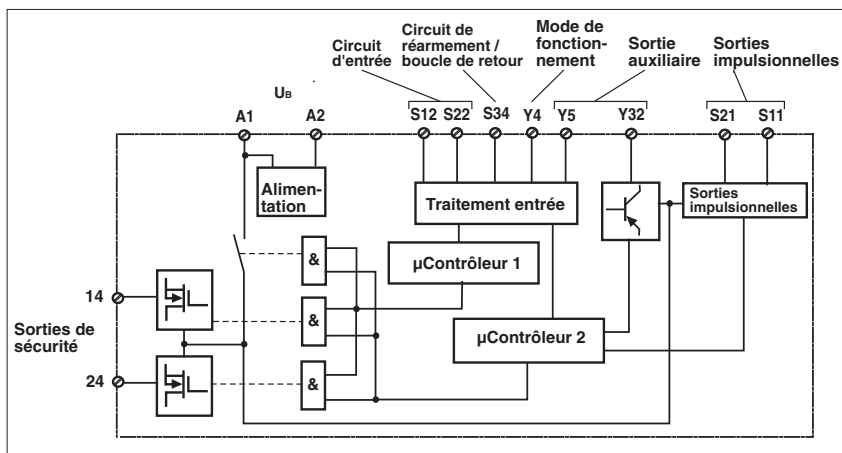 Circuit
d'entrée
Circuit de
réarmement /
boucle de retour
Mode de
fonction-
nement
Sortie
auxiliaire
Sorties
impulsionnelles
UB
A1 A2 S12 S22 S34 Y4 Y5 Y32 S21 S11
Alimen-
tation
Traitement entrée
Sorties
impulsionnelles
&
µContrôleur 1
14
&
Sorties de
sécurité
µContrôleur 2
24
&